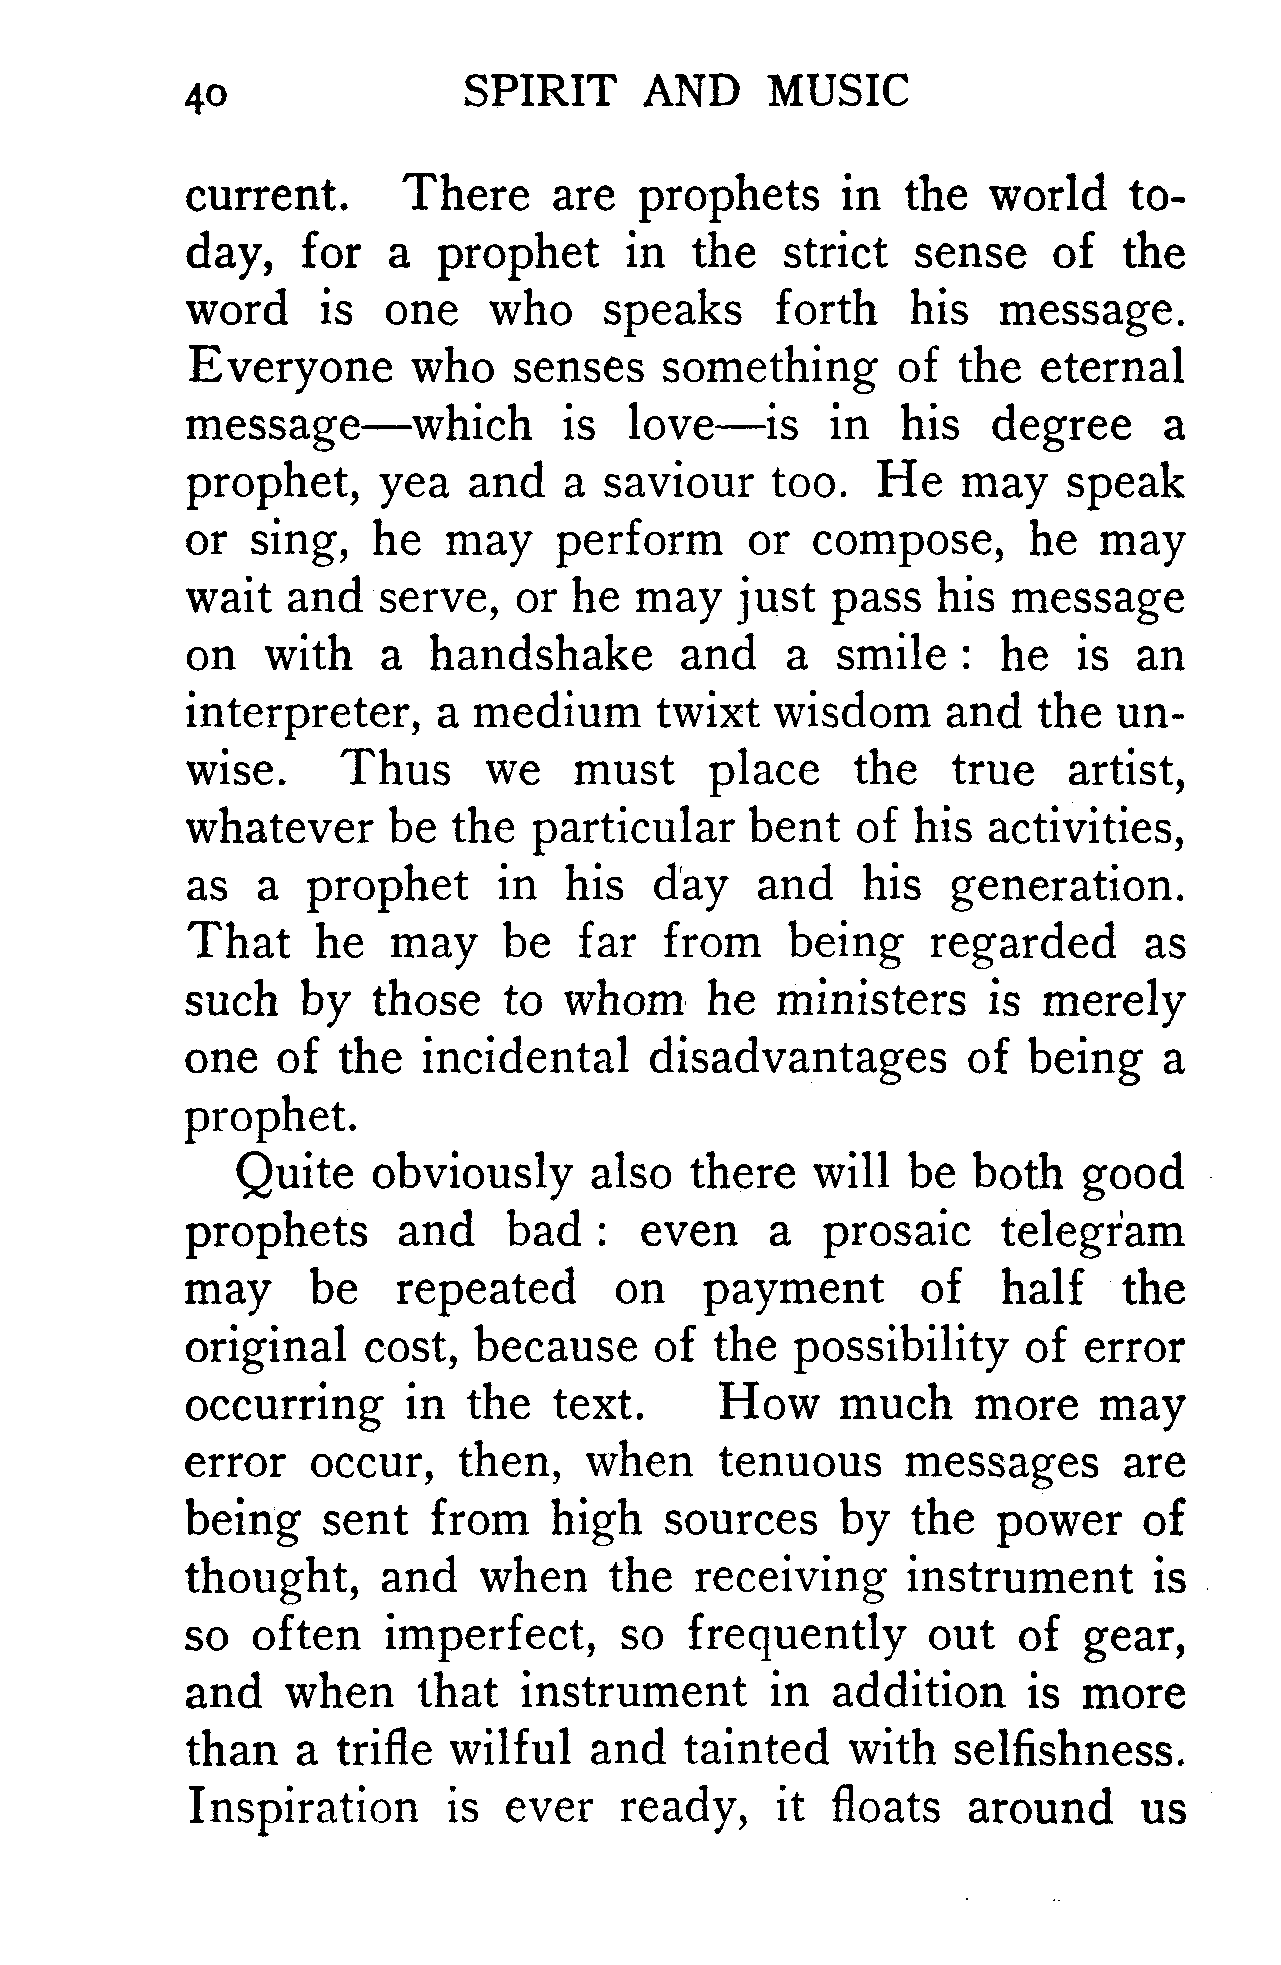 40 SPIRIT AND MUSIC
current. There are prophets in the world to-
day, for a prophet in the strict sense of the
word is one who speaks forth his message.
Everyone who senses something of the eternal
message—which is love—is in his degree a
prophet, yea and a saviour too. He may speak
or sing, he may perform or compose, he may
wait and serve, or he may just pass his message
on with a handshake and a smile : he is an
interpreter, a medium twixt wisdom and the un-
wise. Thus we must place the true artist,
whatever be the particular bent of his activities,
as a prophet in his day and his generation.
That he may be far from being regarded as
such by those to whom he ministers is merely
one of the incidental disadvantages of being a
prophet.
Quite obviously also there will be both good
prophets and bad : even a prosaic telegram
may be repeated on payment of half the
original cost, because of the possibility of error
occurring in the text. How much more may
error occur, then, when tenuous messages are
being sent from high sources by the power of
thought, and when the receiving instrument is
so often imperfect, so frequently out of gear,
and when that instrument in addition is more
than a trifle wilful and tainted with selfishness.
Inspiration is ever ready, it floats around us